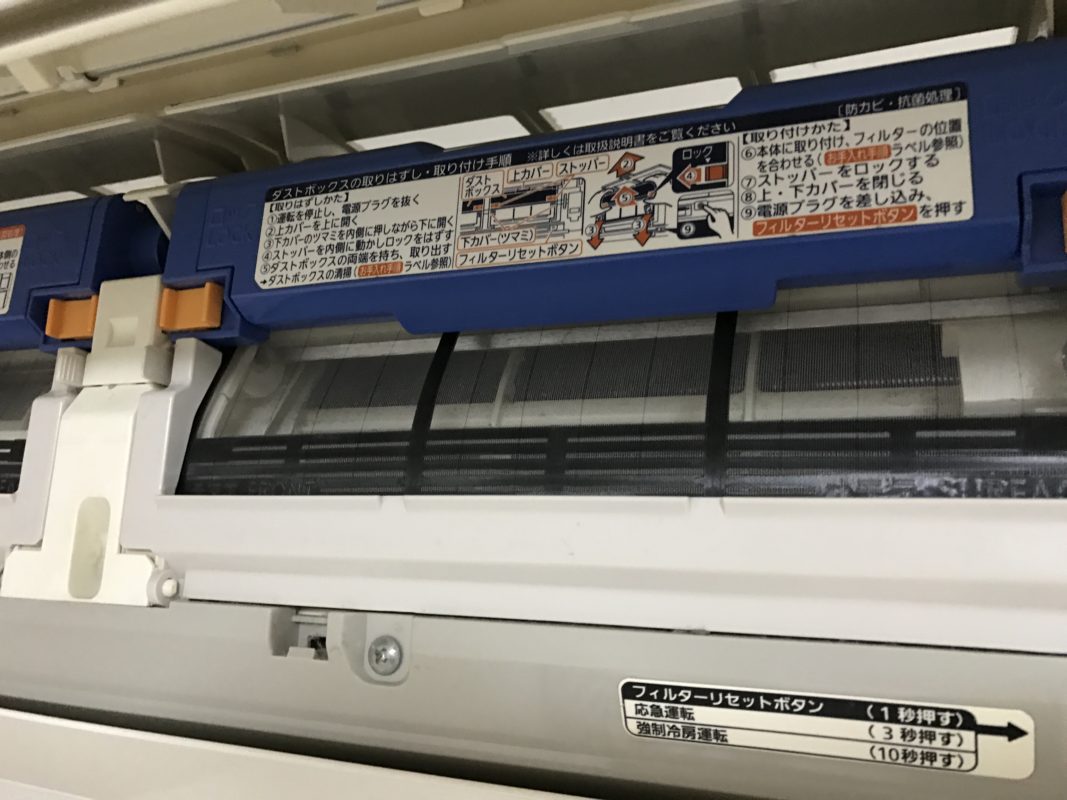 ダストボックスの取りはずし・取り付け手順 ※詳しくは取扱説明書をご覧ください
[防カビ・抗菌処理]
【取りはずしかた】
①運転を停止し、電源プラグを抜く
②上カバーを上に開く
③下カバーのツマミを内側に押しながら下に開く
④ストッパーを内側に動かしロックをはずす
⑤ダストボックスの両端を持ち、取り出す
➜ダストボックスの清掃(お手入れ手順 ラベル参照)
ダスト
ボックス
上カバー
ストッパー
下カバー(ツマミ)
フィルターリセットボタン
②
⑤
③
③
ロック
④
⑨
【取り付けかた】
⑥本体に取り付け、フィルターの位置
を合わせる(お手入れ手順 ラベル参照)
⑦ストッパーをロックする
⑧上、下カバーを閉じる
⑨電源プラグを差し込み、
フィルターリセットボタンを押す
フィルターリセットボタン (1秒押す)
応急運転 (3秒押す)
強制冷房運転 (10秒押す)